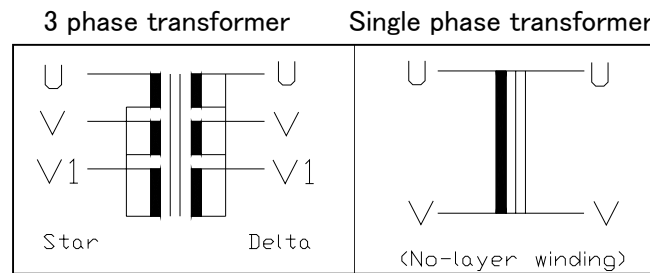 3 phase transformer
Single phase transformer
U U
V V
V1 V1
Star Delta
U U
V V
(No-layer winding)